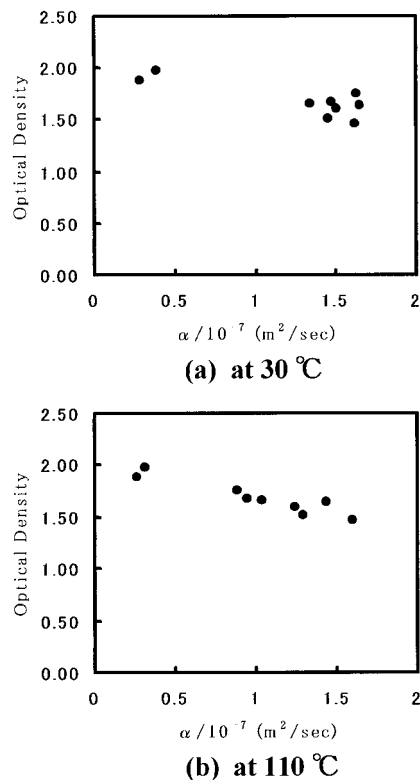 2.50
2.00
1.50
1.00
0.50
0.00
Optical Density
0 0.5 1 1.5 2
α/10⁻⁷ (m²/sec)
(a) at 30 ℃
2.50
2.00
1.50
1.00
0.50
0.00
Optical Density
0 0.5 1 1.5 2
α/10⁻⁷ (m²/sec)
(b) at 110 ℃